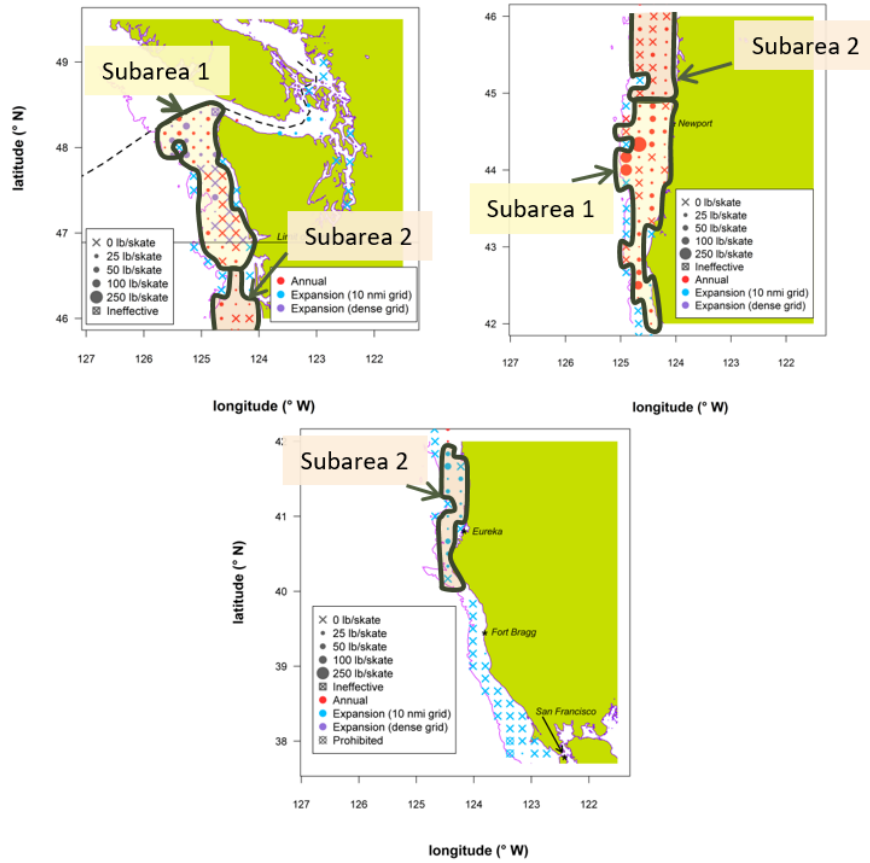 49
48
47
46
127
126
125
124
123
122
latitude (° N)
longitude (° W)
Subarea 1
Subarea 2
0 lb/skate
25 lb/skate
50 lb/skate
100 lb/skate
250 lb/skate
Ineffective
Annual
Expansion (10 nmi grid)
Expansion (dense grid)
46
45
44
43
42
127
126
125
124
123
122
longitude (° W)
Subarea 2
Newport
Subarea 1
0 lb/skate
25 lb/skate
50 lb/skate
100 lb/skate
250 lb/skate
Ineffective
Annual
Expansion (10 nmi grid)
Expansion (dense grid)
42
41
40
39
38
127
126
125
124
123
122
latitude (° N)
longitude (° W)
Subarea 2
Eureka
Fort Bragg
San Francisco
0 lb/skate
25 lb/skate
50 lb/skate
100 lb/skate
250 lb/skate
Ineffective
Annual
Expansion (10 nmi grid)
Expansion (dense grid)
Prohibited